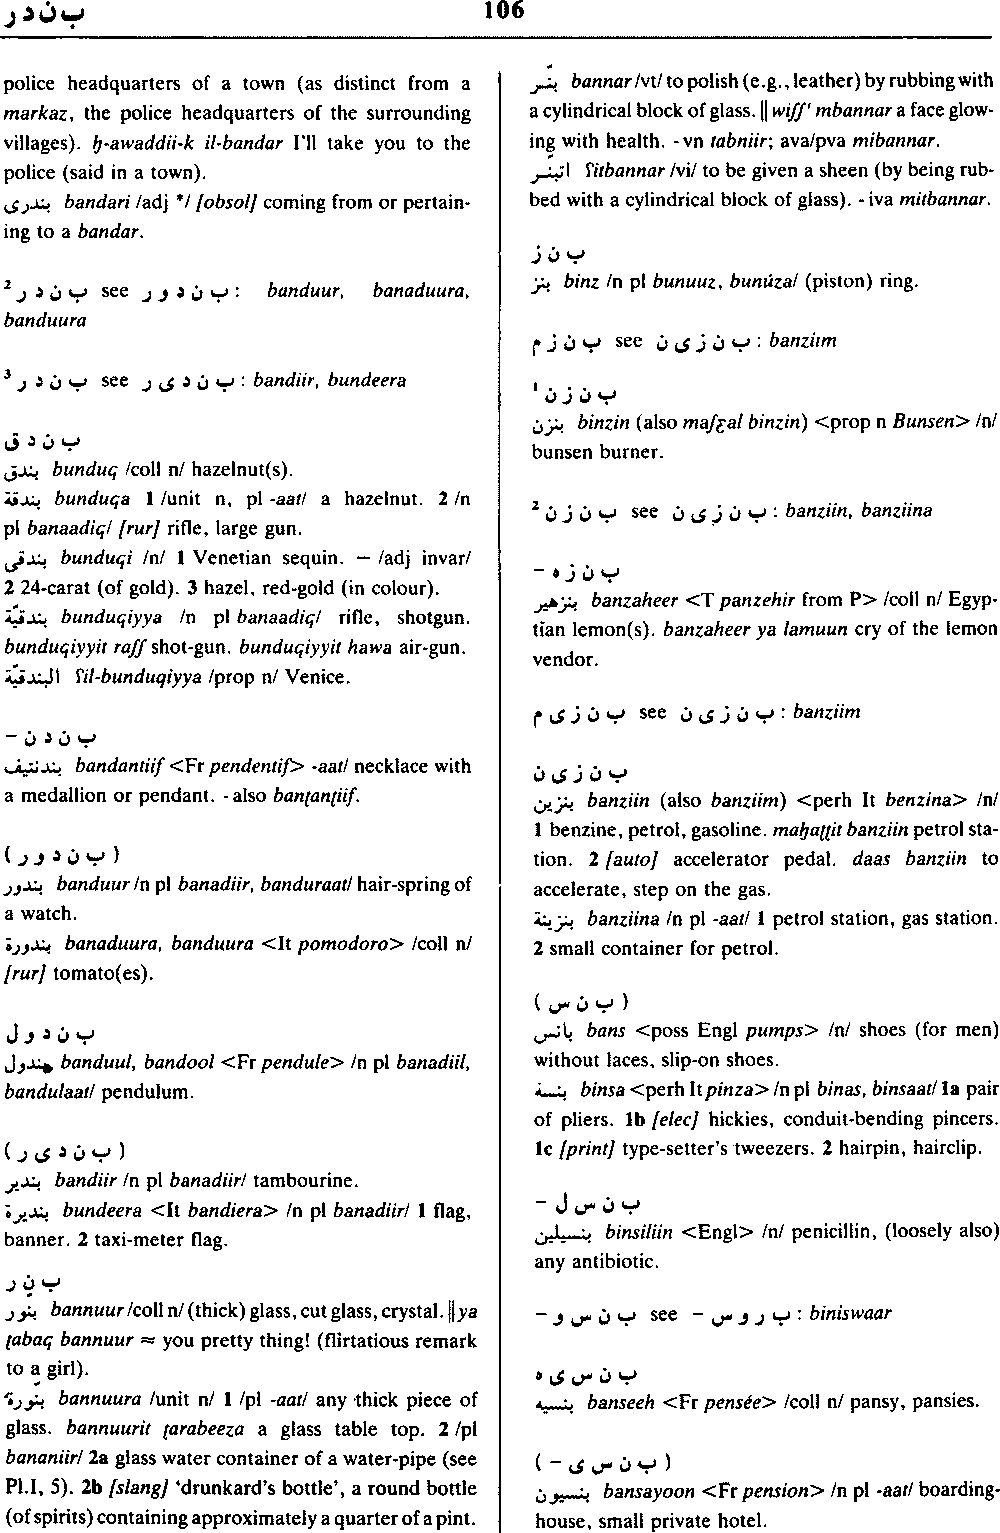 ب ن د ر
106
police headquarters of a town (as distinct from a
markaz, the police headquarters of the surrounding
villages). ḥ-awaddii-k il-bandar I'll take you to the
police (said in a town).
بندرى bandari /adj */ [obsol] coming from or pertain-
ing to a bandar.
² ب ن د ر see ب ن د و ر : banduur, banaduura,
banduura
³ ب ن د ر see ب ن د ى ر : bandiir, bundeera
ب ن د ق
بندق bunduq /coll n/ hazelnut(s).
بندقة bunduqa 1 /unit n, pl -aat/ a hazelnut. 2 /n
pl banaadiq/ [rur] rifle, large gun.
بندقى bunduqi /n/ 1 Venetian sequin. – /adj invar/
2 24-carat (of gold). 3 hazel, red-gold (in colour).
بندقيّة bunduqiyya /n pl banaadiq/ rifle, shotgun.
bunduqiyyit raʃʃ shot-gun. bunduqiyyit hawa air-gun.
البندقيّة ʕil-bunduqiyya /prop n/ Venice.
ب ن د ن –
بندنتيف bandantiif <Fr pendentif> -aat/ necklace with
a medallion or pendant. - also banṭanṭiif.
(ب ن د و ر)
بندور banduur /n pl banadiir, banduraat/ hair-spring of
a watch.
بندورة banaduura, banduura <It pomodoro> /coll n/
[rur] tomato(es).
ب ن د و ل
بندول banduul, bandool <Fr pendule> /n pl banadiil,
bandulaat/ pendulum.
(ب ن د ى ر)
بندير bandiir /n pl banadiir/ tambourine.
بنديرة bundeera <It bandiera> /n pl banadiir/ 1 flag,
banner. 2 taxi-meter flag.
ب ن ر
بنور bannuur /coll n/ (thick) glass, cut glass, crystal. ‖ ya
ṭabaq bannuur ≈ you pretty thing! (flirtatious remark
to a girl).
بنّورة bannuura /unit n/ 1 /pl -aat/ any thick piece of
glass. bannuurit ṭarabeeza a glass table top. 2 /pl
bananiir/ 2a glass water container of a water-pipe (see
Pl.I, 5). 2b [slang] 'drunkard's bottle', a round bottle
(of spirits) containing approximately a quarter of a pint.
بنّر bannar /vt/ to polish (e.g., leather) by rubbing with
a cylindrical block of glass. ‖ wiʃʃ' mbannar a face glow-
ing with health. - vn tabniir; ava/pva mibannar.
اتبنّر ʕitbannar /vi/ to be given a sheen (by being rub-
bed with a cylindrical block of glass). - iva mitbannar.
ب ن ز
بنز binz /n pl bunuuz, bunúza/ (piston) ring.
ب ن ز م see ب ن ز ى ن : banziim
ب ن ز ن ¹
بنزن binzin (also maʃɛal binzin) <prop n Bunsen> /n/
bunsen burner.
² ب ن ز ن see ب ن ز ى ن : banziin, banziina
ب ن ز ه –
بنزهير banzaheer <T panzehir from P> /coll n/ Egyp-
tian lemon(s). banzaheer ya lamuun cry of the lemon
vendor.
ب ن ز ى م see ب ن ز ى ن : banziim
ب ن ز ى ن
بنزين banziin (also banziim) <perh It benzina> /n/
1 benzine, petrol, gasoline. maḥaṭṭit banziin petrol sta-
tion. 2 [auto] accelerator pedal. daas banziin to
accelerate, step on the gas.
بنزينة banziina /n pl -aat/ 1 petrol station, gas station.
2 small container for petrol.
(ب ن س)
بانس bans <poss Engl pumps> /n/ shoes (for men)
without laces, slip-on shoes.
بنسة binsa <perh It pinza> /n pl binas, binsaat/ 1a pair
of pliers. 1b [elec] hickies, conduit-bending pincers.
1c [print] type-setter's tweezers. 2 hairpin, hairclip.
ب ن س ل –
بنسيلين binsiliin <Engl> /n/ penicillin, (loosely also)
any antibiotic.
ب ن س و – see ب ر و س – : biniswaar
ب ن س ى ه
بنسيه banseeh <Fr pensée> /coll n/ pansy, pansies.
(ب ن س ى –)
بنسيون bansayoon <Fr pension> /n pl -aat/ boarding-
house, small private hotel.